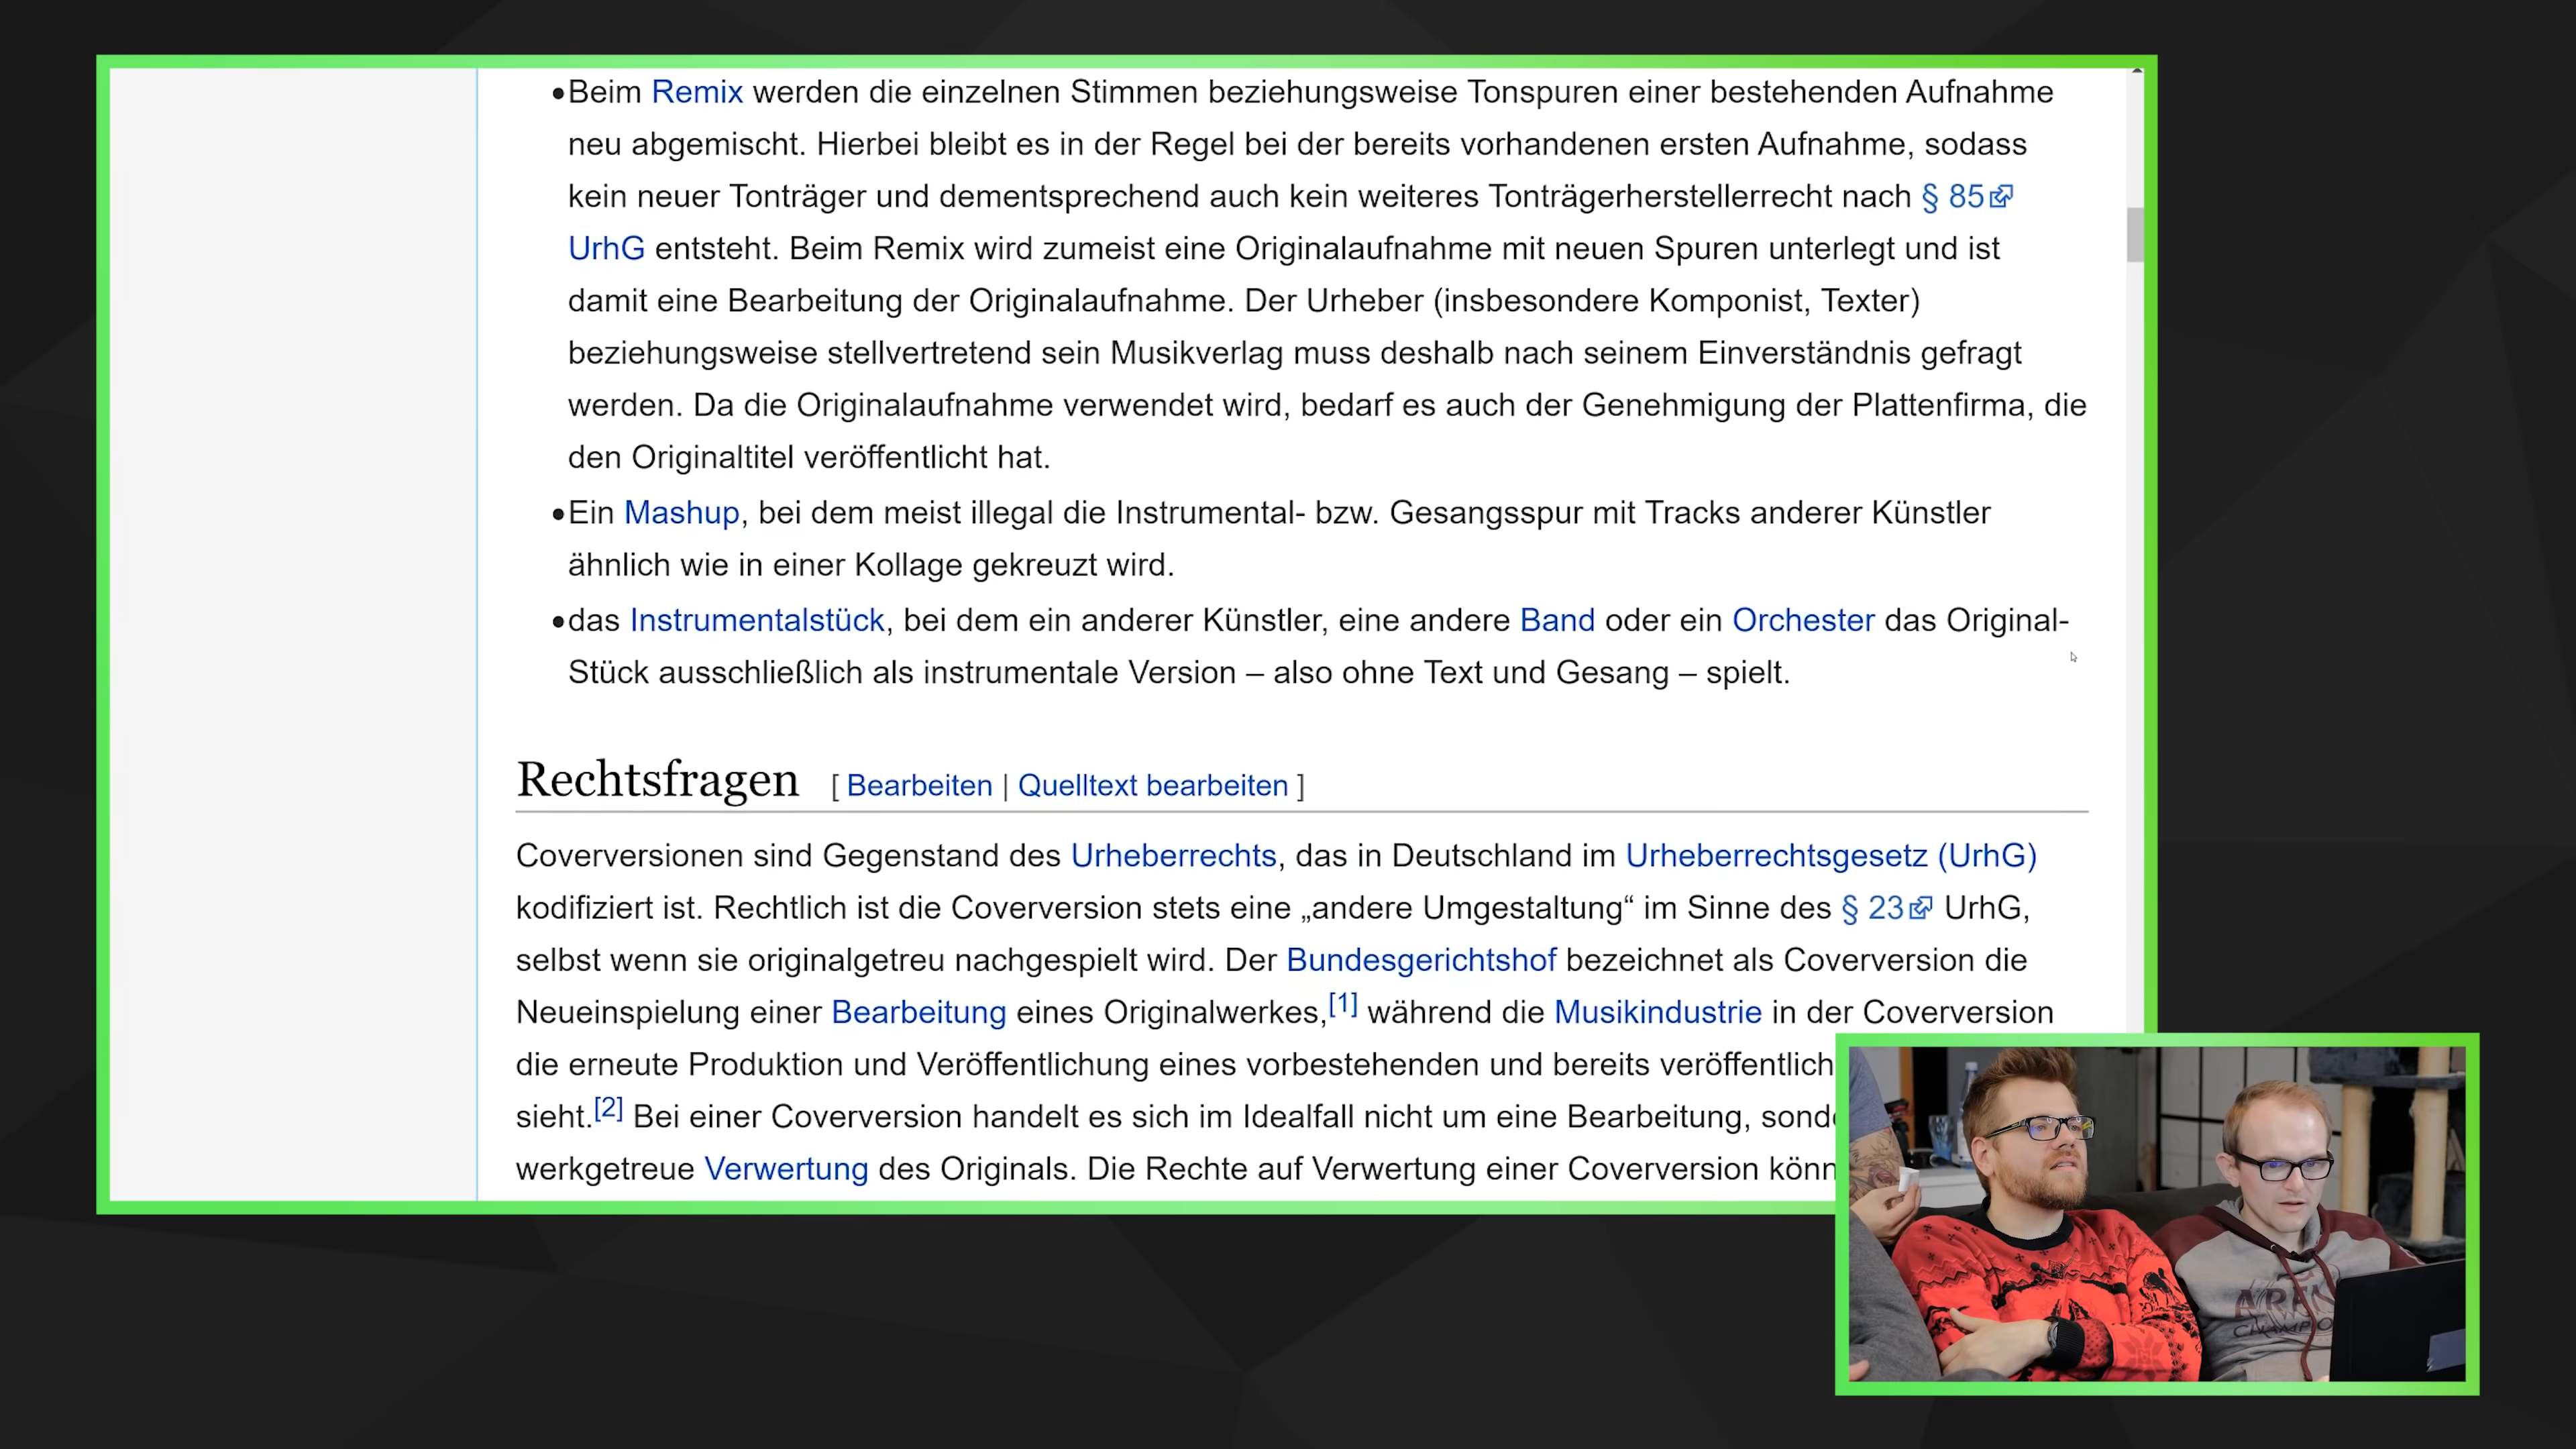 •Beim Remix werden die einzelnen Stimmen beziehungsweise Tonspuren einer bestehenden Aufnahme
neu abgemischt. Hierbei bleibt es in der Regel bei der bereits vorhandenen ersten Aufnahme, sodass
kein neuer Tonträger und dementsprechend auch kein weiteres Tonträgerherstellerrecht nach § 85
UrhG entsteht. Beim Remix wird zumeist eine Originalaufnahme mit neuen Spuren unterlegt und ist
damit eine Bearbeitung der Originalaufnahme. Der Urheber (insbesondere Komponist, Texter)
beziehungsweise stellvertretend sein Musikverlag muss deshalb nach seinem Einverständnis gefragt
werden. Da die Originalaufnahme verwendet wird, bedarf es auch der Genehmigung der Plattenfirma, die
den Originaltitel veröffentlicht hat.
•Ein Mashup, bei dem meist illegal die Instrumental- bzw. Gesangsspur mit Tracks anderer Künstler
ähnlich wie in einer Kollage gekreuzt wird.
•das Instrumentalstück, bei dem ein anderer Künstler, eine andere Band oder ein Orchester das Original-
Stück ausschließlich als instrumentale Version – also ohne Text und Gesang – spielt.
Rechtsfragen [ Bearbeiten | Quelltext bearbeiten ]
Coverversionen sind Gegenstand des Urheberrechts, das in Deutschland im Urheberrechtsgesetz (UrhG)
kodifiziert ist. Rechtlich ist die Coverversion stets eine „andere Umgestaltung“ im Sinne des § 23 UrhG,
selbst wenn sie originalgetreu nachgespielt wird. Der Bundesgerichtshof bezeichnet als Coverversion die
Neueinspielung einer Bearbeitung eines Originalwerkes,[1] während die Musikindustrie in der Coverversion
die erneute Produktion und Veröffentlichung eines vorbestehenden und bereits veröffentlich
sieht.[2] Bei einer Coverversion handelt es sich im Idealfall nicht um eine Bearbeitung, sond
werkgetreue Verwertung des Originals. Die Rechte auf Verwertung einer Coverversion könn